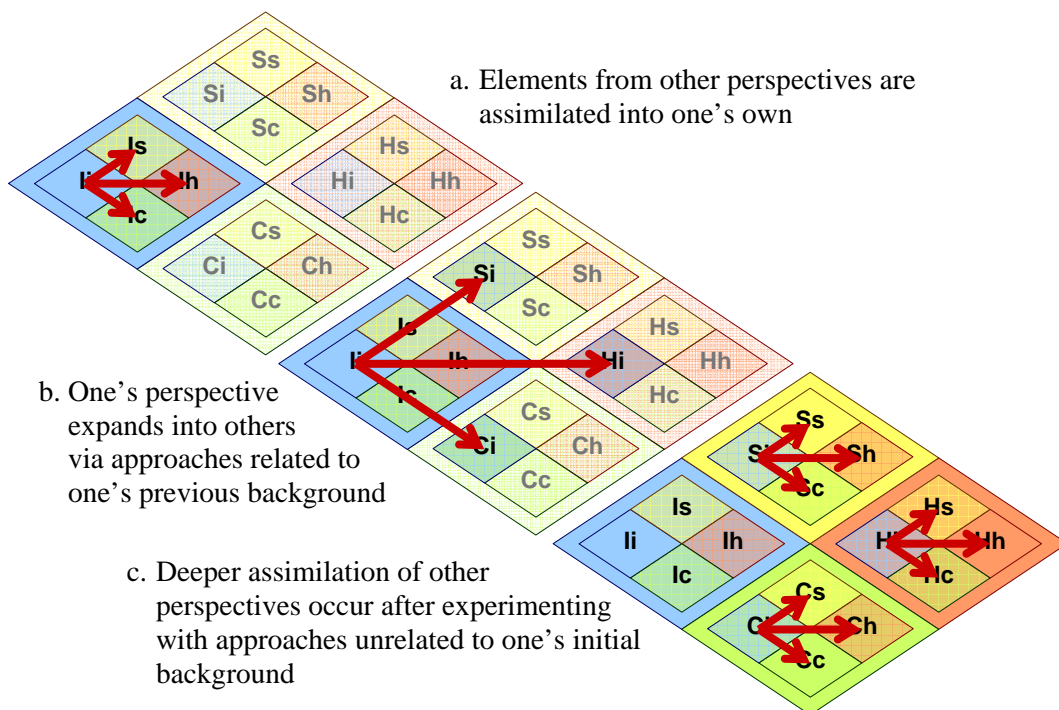 Ss
Si Sh
Sc
a. Elements from other perspectives are
assimilated into one’s own
Is
Ii Ih
Ic
Hs
Hi Hh
Hc
Cs
Ci Ch
Cc
Ss
Si Sh
Sc
Is
Ii Ih
Ic
Hs
Hi Hh
Hc
Cs
Ci Ch
Cc
b. One’s perspective
expands into others
via approaches related to
one’s previous background
Ss
Si Sh
Sc
Is
Ii Ih
Ic
Hs
Hi Hh
Hc
Cs
Ci Ch
Cc
c. Deeper assimilation of other
perspectives occur after experimenting
with approaches unrelated to one’s initial
background